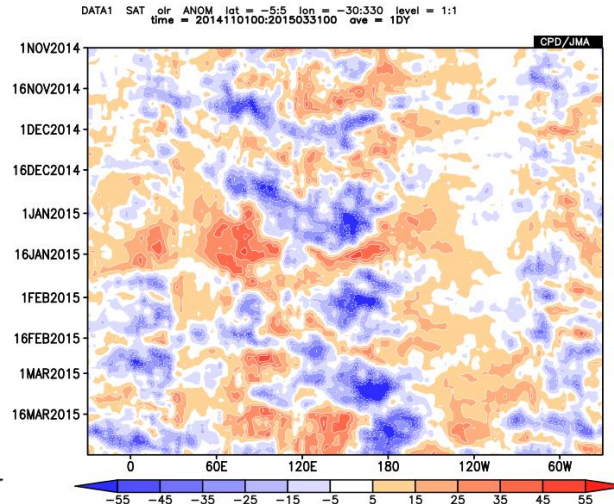 DATA1 SAT olr ANOM lat = -5:5 lon = -30:330 level = 1:1
time = 2014110100:2015033100 ave = 1DY
CPD/JMA
1NOV2014
16NOV2014
1DEC2014
16DEC2014
1JAN2015
16JAN2015
1FEB2015
16FEB2015
1MAR2015
16MAR2015
0 60E 120E 180 120W 60W
-55 -45 -35 -25 -15 -5 5 15 25 35 45 55